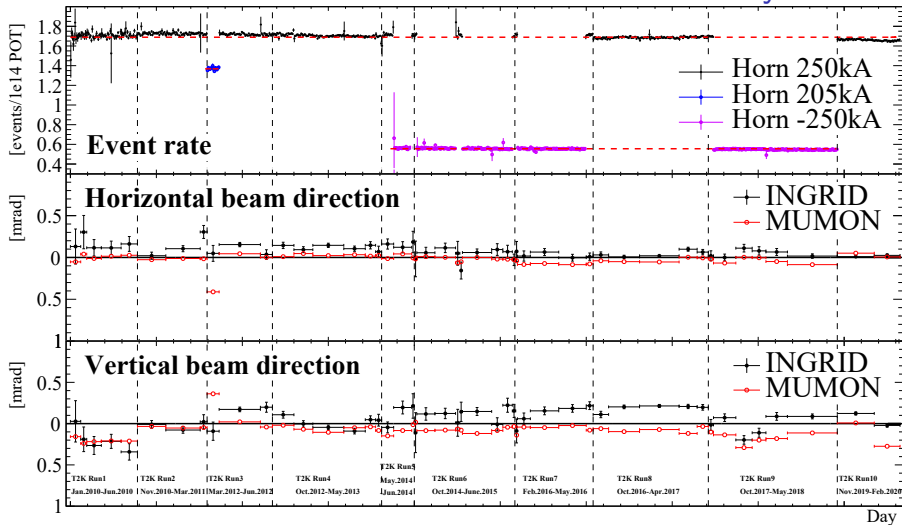 1.8
1.6
1.4
1.2
1
0.8
0.6
0.4
[events/1e14 POT]
Horn 250kA
Horn 205kA
Horn -250kA
Event rate
Horizontal beam direction
INGRID
MUMON
[mrad]
0.5
0
0.5
1
Vertical beam direction
INGRID
MUMON
[mrad]
0.5
0
0.5
1
T2K Run1
Jan.2010-Jun.2010
T2K Run2
Nov.2010-Mar.2011
T2K Run3
Mar.2012-Jun.2012
T2K Run4
Oct.2012-May.2013
T2K Run5
May.2014
Jun.2014
T2K Run6
Oct.2014-June.2015
T2K Run7
Feb.2016-May.2016
T2K Run8
Oct.2016-Apr.2017
T2K Run9
Oct.2017-May.2018
T2K Run10
Nov.2019-Feb.2020
Day